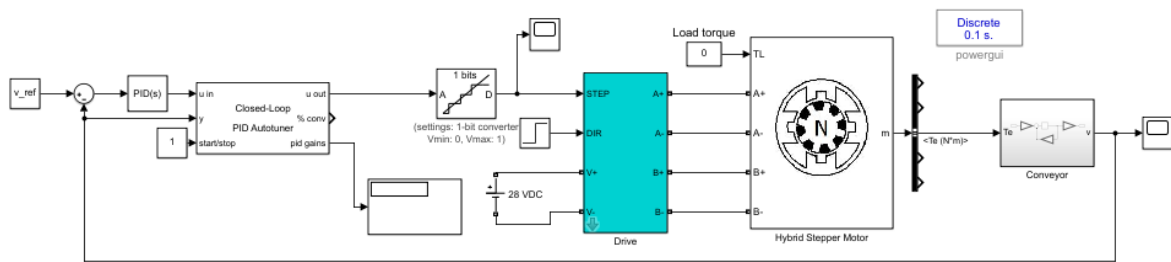 Discrete
0.1 s.
powergui
Load torque
0
TL
v_ref
PID(s)
u in
u out
Closed-Loop
y
% conv
PID Autotuner
1
start/stop
pid gains
1 bits
A
D
(settings: 1-bit converter
Vmin: 0, Vmax: 1)
STEP
A+
DIR
A-
V+
B+
V-
B-
28 VDC
Drive
A+
A-
B+
B-
N
m
Hybrid Stepper Motor
<Te (N*m)>
Te
v
Conveyor